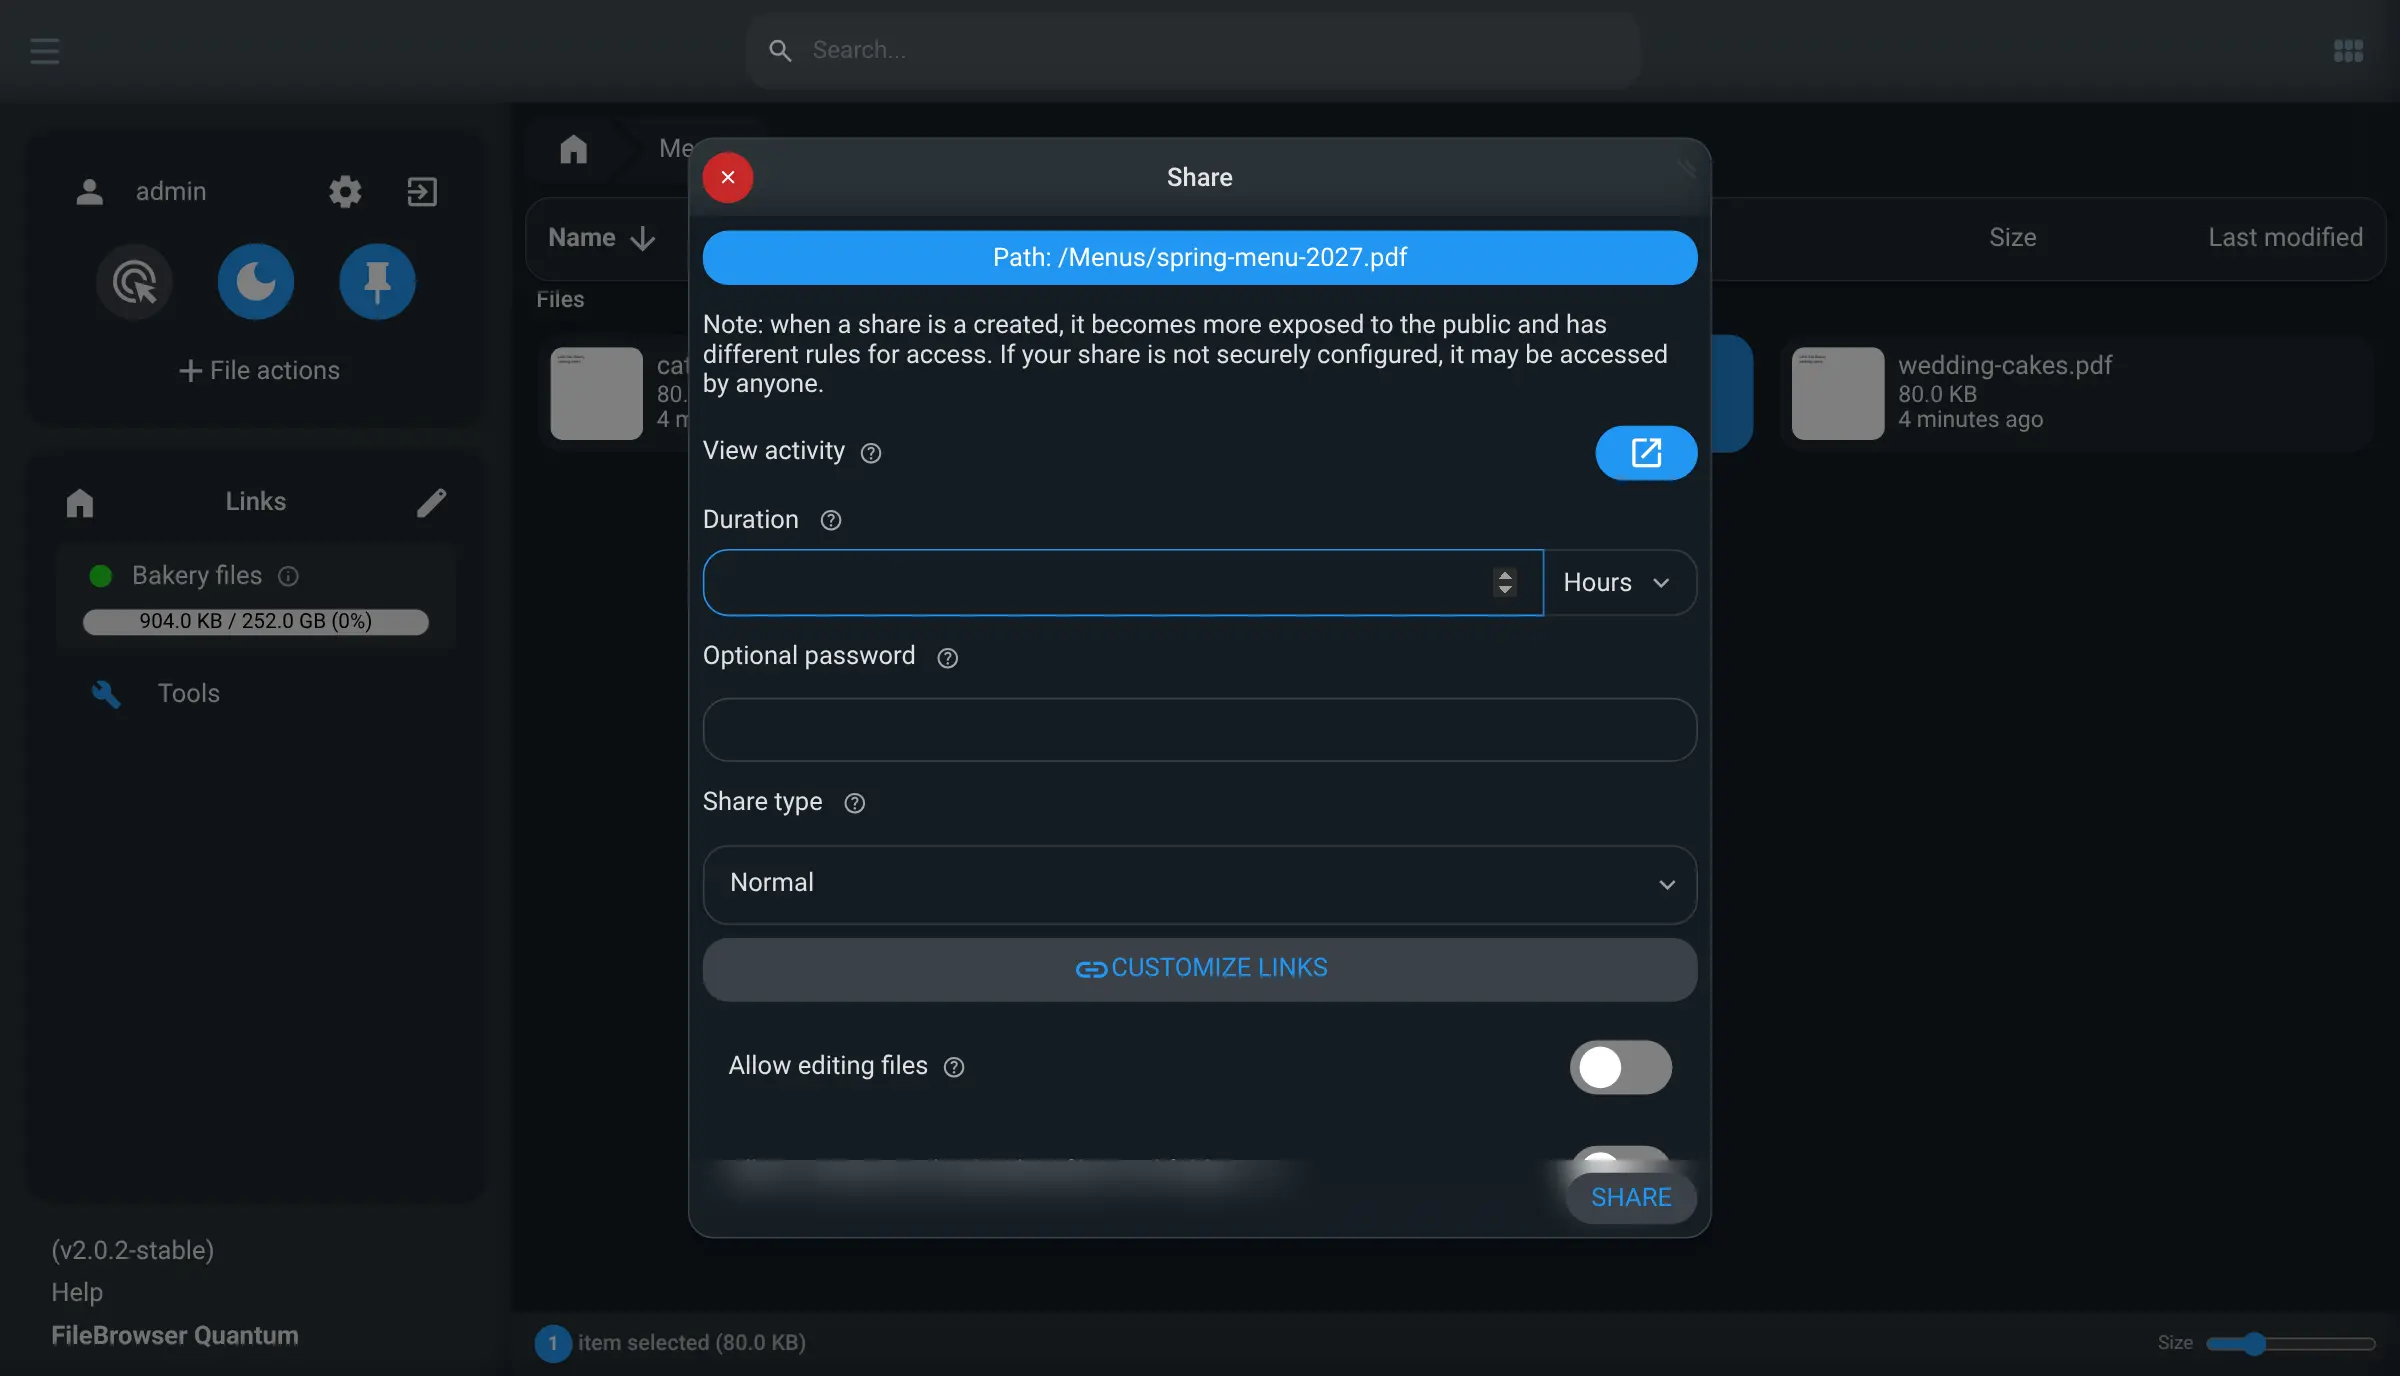 Search...
admin
File actions
Links
Bakery files
904.0 KB / 252.0 GB (0%)
Tools
(v2.0.2-stable)
Help
FileBrowser Quantum
Me
Name
Size
Last modified
Files
cat
80.
4 m
wedding-cakes.pdf
80.0 KB
4 minutes ago
Share
Path: /Menus/spring-menu-2027.pdf
Note: when a share is a created, it becomes more exposed to the public and has
different rules for access. If your share is not securely configured, it may be accessed
by anyone.
View activity
Duration
Hours
Optional password
Share type
Normal
CUSTOMIZE LINKS
Allow editing files
SHARE
1 item selected (80.0 KB)
Size